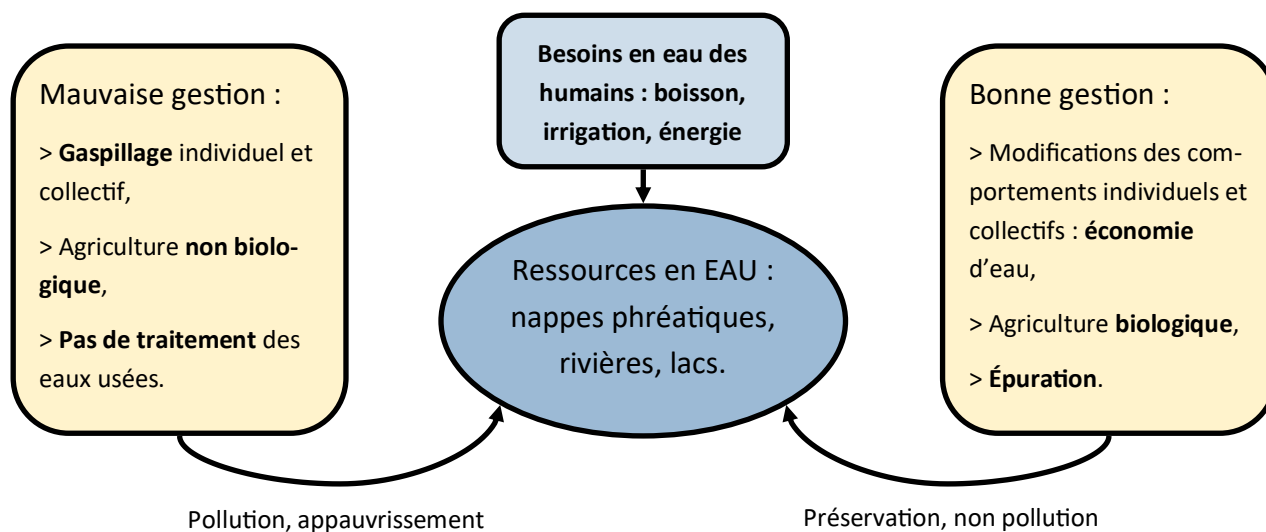 Mauvaise gestion :
> Gaspillage individuel et
collectif,
> Agriculture non biolo-
gique,
> Pas de traitement des
eaux usées.
Besoins en eau des
humains : boisson,
irrigation, énergie
Ressources en EAU :
nappes phréatiques,
rivières, lacs.
Bonne gestion :
> Modifications des com-
portements individuels et
collectifs : économie
d’eau,
> Agriculture biologique,
> Épuration.
Pollution, appauvrissement
Préservation, non pollution